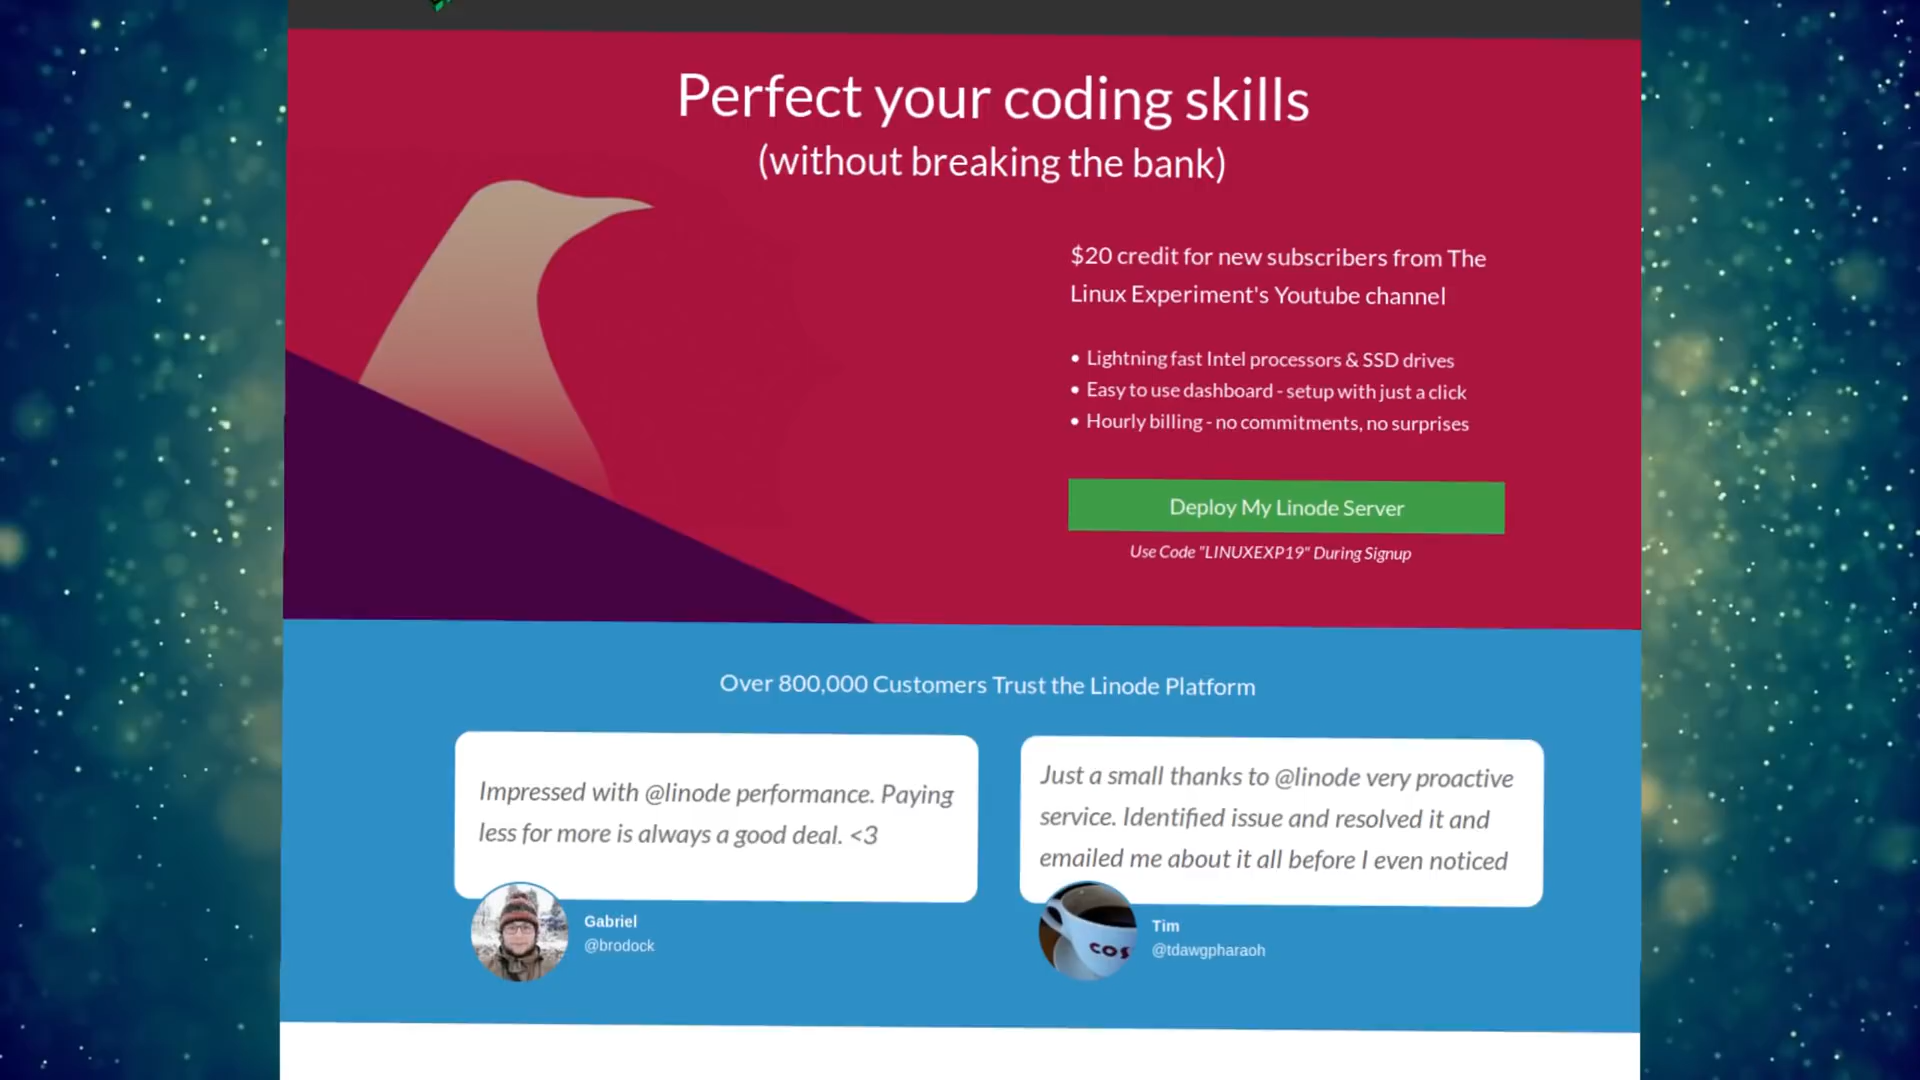 Perfect your coding skills
(without breaking the bank)
$20 credit for new subscribers from The
Linux Experiment's Youtube channel
• Lightning fast Intel processors & SSD drives
• Easy to use dashboard - setup with just a click
• Hourly billing - no commitments, no surprises
Deploy My Linode Server
Use Code "LINUXEXP19" During Signup
Over 800,000 Customers Trust the Linode Platform
Impressed with @linode performance. Paying
less for more is always a good deal. <3
Gabriel
@brodock
Just a small thanks to @linode very proactive
service. Identified issue and resolved it and
emailed me about it all before I even noticed
COS
Tim
@tdawgpharaoh